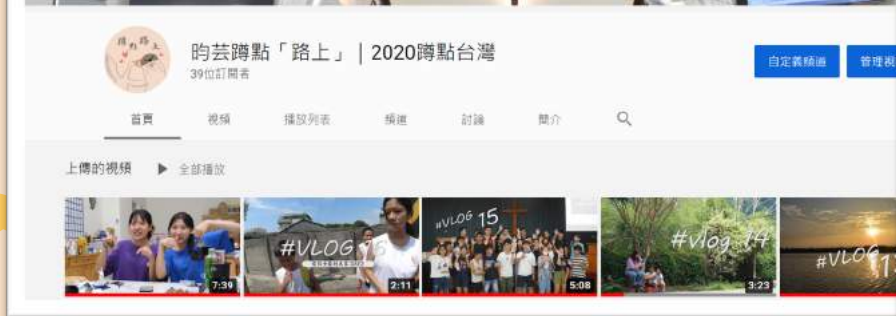 昀芸蹲點「路上」｜2020蹲點台灣
39位訂閱者
自定義頻道
管理視
首頁
視頻
播放列表
頻道
討論
簡介
上傳的視頻
全部播放
7:39
#VLOG
2:11
#VLOG 15
5:08
#Vlog 14
3:23
#VLOG